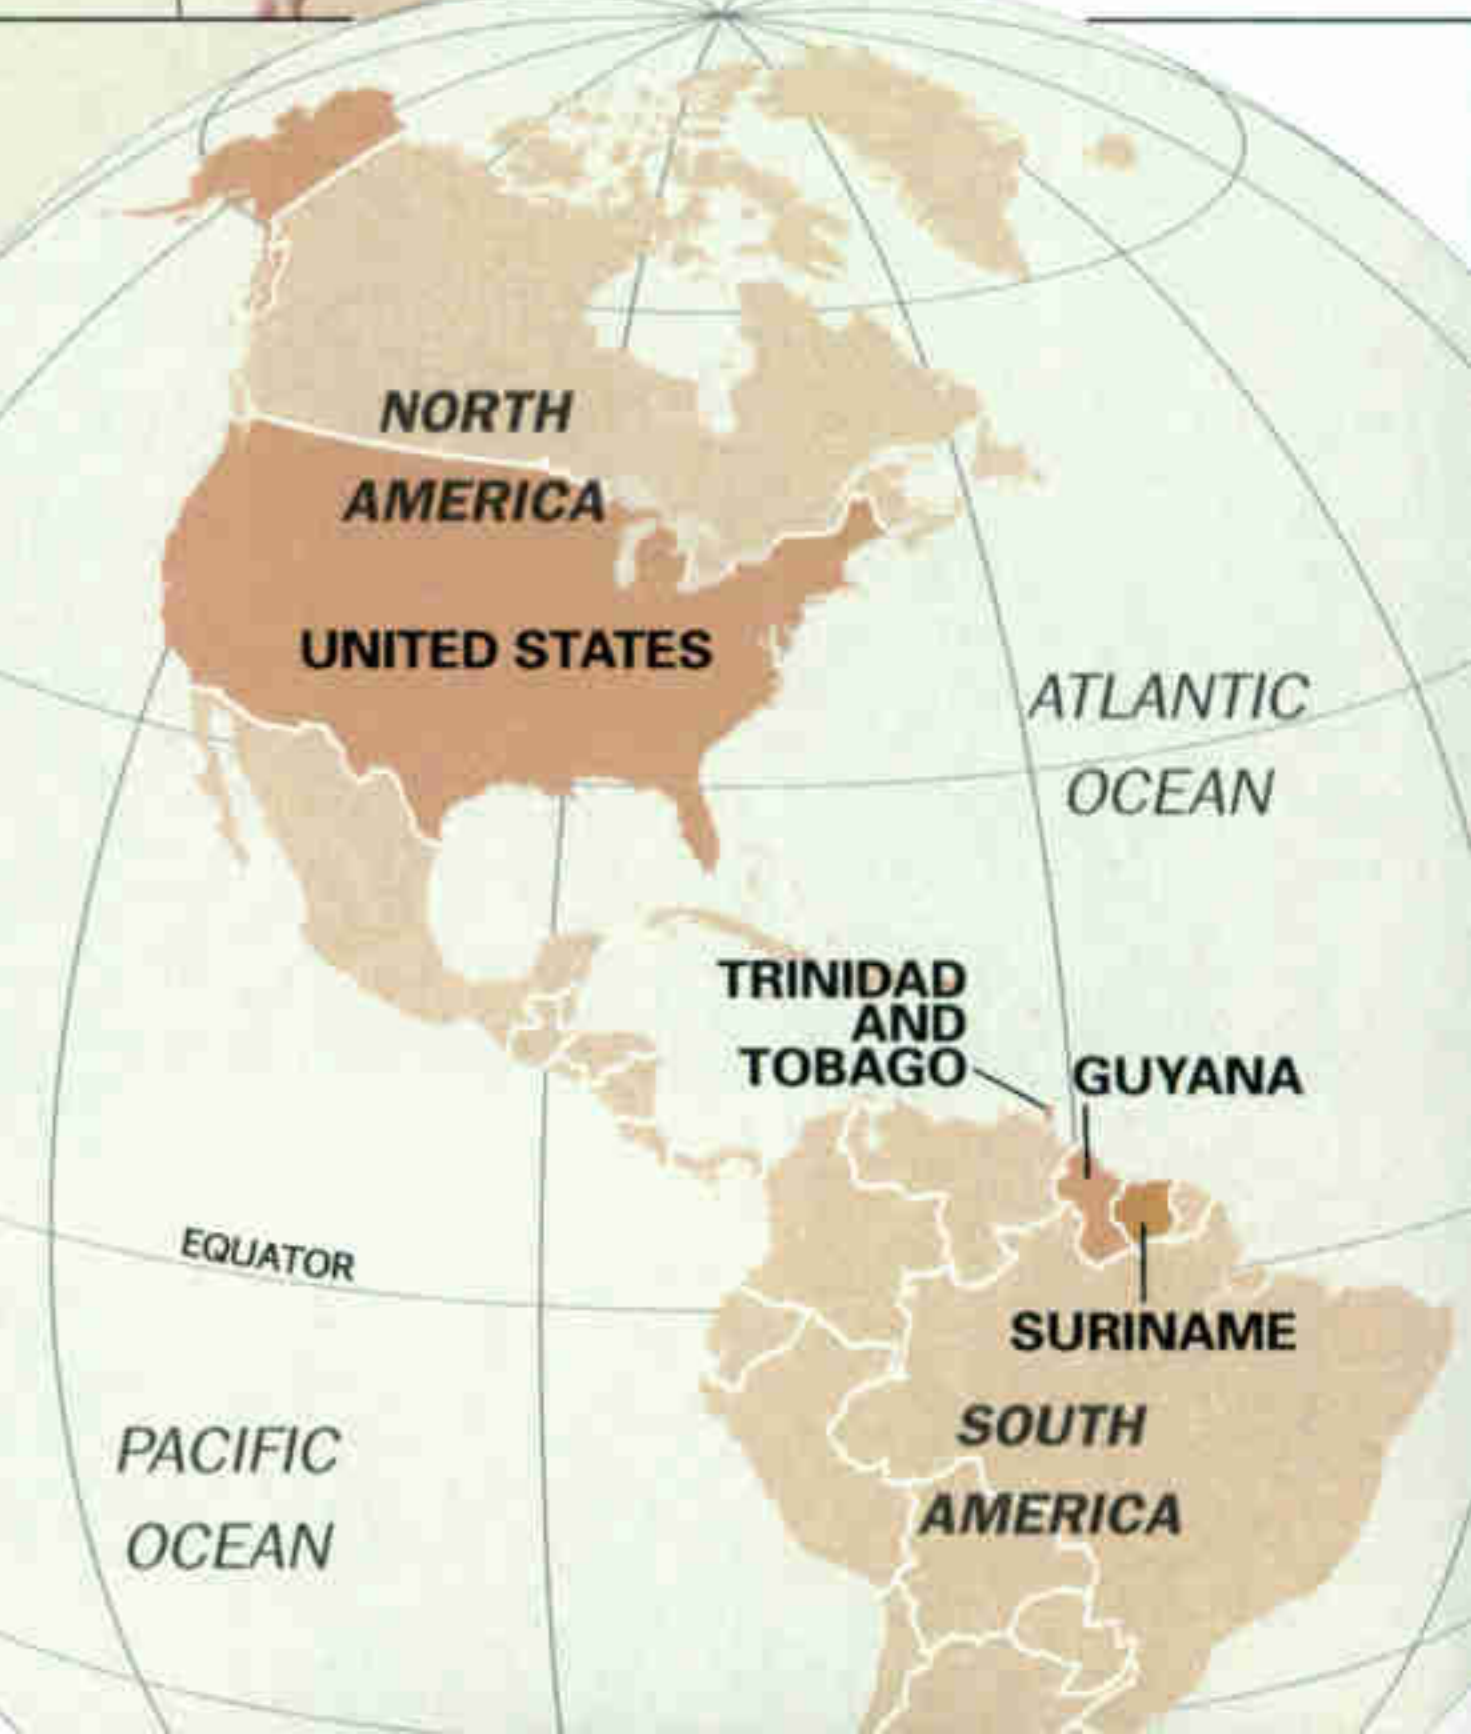 NORTH
AMERICA
UNITED STATES
ATLANTIC
OCEAN
TRINIDAD
AND
TOBAGO
GUYANA
EQUATOR
SURINAME
PACIFIC
OCEAN
SOUTH
AMERICA